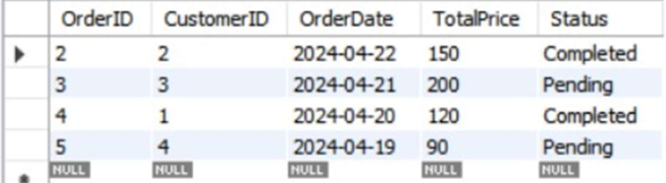 OrderID CustomerID OrderDate TotalPrice Status
2 2 2024-04-22 150 Completed
3 3 2024-04-21 200 Pending
4 1 2024-04-20 120 Completed
5 4 2024-04-19 90 Pending
NULL NULL NULL NULL NULL